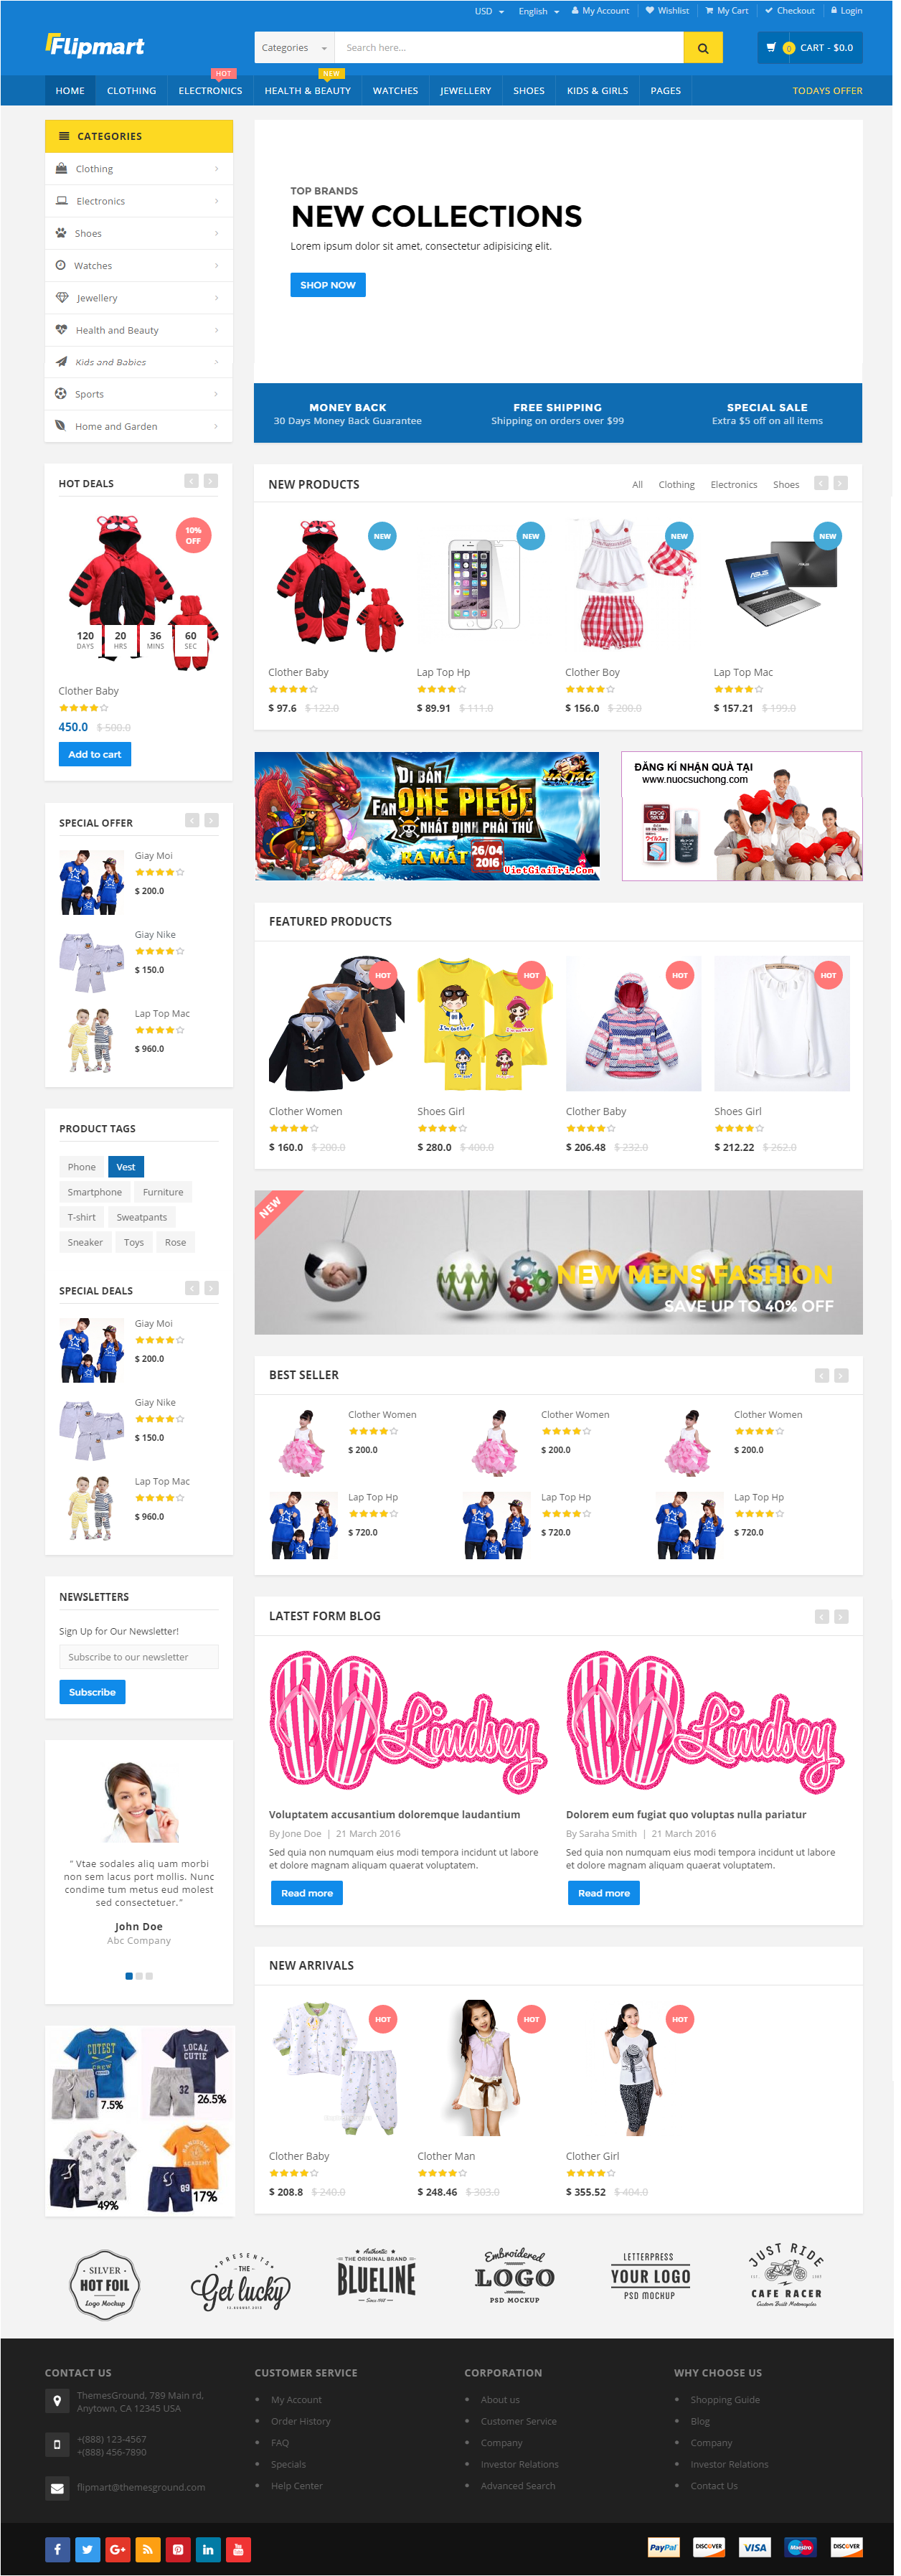 USD English My Account Wishlist My Cart Checkout Login
Flipmart
Categories Search here... 0 CART - $0.0
HOT NEW
HOME CLOTHING ELECTRONICS HEALTH & BEAUTY WATCHES JEWELLERY SHOES KIDS & GIRLS PAGES TODAYS OFFER
CATEGORIES
Clothing
Electronics
Shoes
Watches
Jewellery
Health and Beauty
Kids and Babies
Sports
Home and Garden
TOP BRANDS
NEW COLLECTIONS
Lorem ipsum dolor sit amet, consectetur adipisicing elit.
SHOP NOW
MONEY BACK
30 Days Money Back Guarantee
FREE SHIPPING
Shipping on orders over $99
SPECIAL SALE
Extra $5 off on all items
HOT DEALS
10%
OFF
120 20 36 60
DAYS HRS MINS SEC
Clother Baby
450.0 $ 500.0
Add to cart
NEW PRODUCTS
All Clothing Electronics Shoes
NEW NEW NEW NEW
ASUS
Clother Baby Lap Top Hp Clother Boy Lap Top Mac
$ 97.6 $ 122.0 $ 89.91 $ 111.0 $ 156.0 $ 200.0 $ 157.21 $ 199.0
SPECIAL OFFER
Giay Moi
$ 200.0
Giay Nike
$ 150.0
Lap Top Mac
$ 960.0
ĐI BẢN
FAN ONE PIECE
NHẤT ĐỊNH PHẢI THỬ
RA MẮT 26/04
2016
VietGiaiTri.Com
ĐĂNG KÍ NHẬN QUÀ TẠI
www.nuocsuchong.com
FEATURED PRODUCTS
HOT HOT HOT HOT
Clother Women Shoes Girl Clother Baby Shoes Girl
$ 160.0 $ 200.0 $ 280.0 $ 400.0 $ 206.48 $ 232.0 $ 212.22 $ 262.0
PRODUCT TAGS
Phone Vest
Smartphone Furniture
T-shirt Sweatpants
Sneaker Toys Rose
NEW
NEW MENS FASHION
SAVE UP TO 40% OFF
SPECIAL DEALS
Giay Moi
$ 200.0
Giay Nike
$ 150.0
Lap Top Mac
$ 960.0
BEST SELLER
Clother Women Clother Women Clother Women
$ 200.0 $ 200.0 $ 200.0
Lap Top Hp Lap Top Hp Lap Top Hp
$ 720.0 $ 720.0 $ 720.0
NEWSLETTERS
Sign Up for Our Newsletter!
Subscribe to our newsletter
Subscribe
LATEST FORM BLOG
Lindsey Lindsey
Voluptatem accusantium doloremque laudantium
By Jone Doe | 21 March 2016
Sed quia non numquam eius modi tempora incidunt ut labore
et dolore magnam aliquam quaerat voluptatem.
Read more
Dolorem eum fugiat quo voluptas nulla pariatur
By Saraha Smith | 21 March 2016
Sed quia non numquam eius modi tempora incidunt ut labore
et dolore magnam aliquam quaerat voluptatem.
Read more
" Vtae sodales aliq uam morbi
non sem lacus port mollis. Nunc
condime tum metus eud molest
sed consectetuer."
John Doe
Abc Company
NEW ARRIVALS
HOT HOT HOT
Clother Baby Clother Man Clother Girl
$ 208.8 $ 240.0 $ 248.46 $ 303.0 $ 355.52 $ 404.0
CUTEST
CREW
16
7.5%
LOCAL
CUTIE
32
26.5%
49%
89
17%
SILVER
HOT FOIL
Logo Mockup
PRESENTS
THE
Get lucky
Authentic
THE ORIGINAL BRAND
BLUELINE
Since 1968
Embroidered
LOGO
PSD MOCKUP
LETTERPRESS
YOUR LOGO
PSD MOCKUP
JUST RIDE
CAFE RACER
Custom Built Motorcycles
CONTACT US
ThemesGround, 789 Main rd,
Anytown, CA 12345 USA
+(888) 123-4567
+(888) 456-7890
flipmart@themesground.com
CUSTOMER SERVICE
My Account
Order History
FAQ
Specials
Help Center
CORPORATION
About us
Customer Service
Company
Investor Relations
Advanced Search
WHY CHOOSE US
Shopping Guide
Blog
Company
Investor Relations
Contact Us
PayPal DISCOVER VISA Maestro DISCOVER